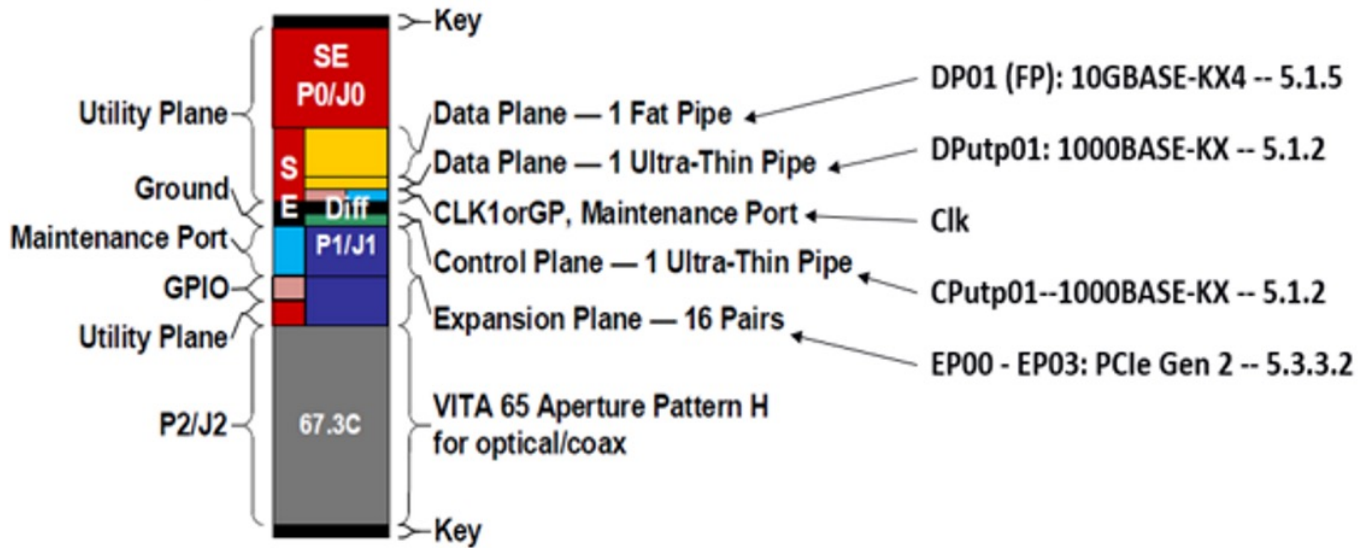 Key
SE
P0/J0
Utility Plane
Data Plane — 1 Fat Pipe
DP01 (FP): 10GBASE-KX4 -- 5.1.5
S
E
Data Plane — 1 Ultra-Thin Pipe
DPutp01: 1000BASE-KX -- 5.1.2
Ground
Diff
CLK1orGP, Maintenance Port
Clk
Maintenance Port
P1/J1
Control Plane — 1 Ultra-Thin Pipe
CPutp01--1000BASE-KX -- 5.1.2
GPIO
Expansion Plane — 16 Pairs
EP00 - EP03: PCIe Gen 2 -- 5.3.3.2
Utility Plane
P2/J2
67.3C
VITA 65 Aperture Pattern H
for optical/coax
Key